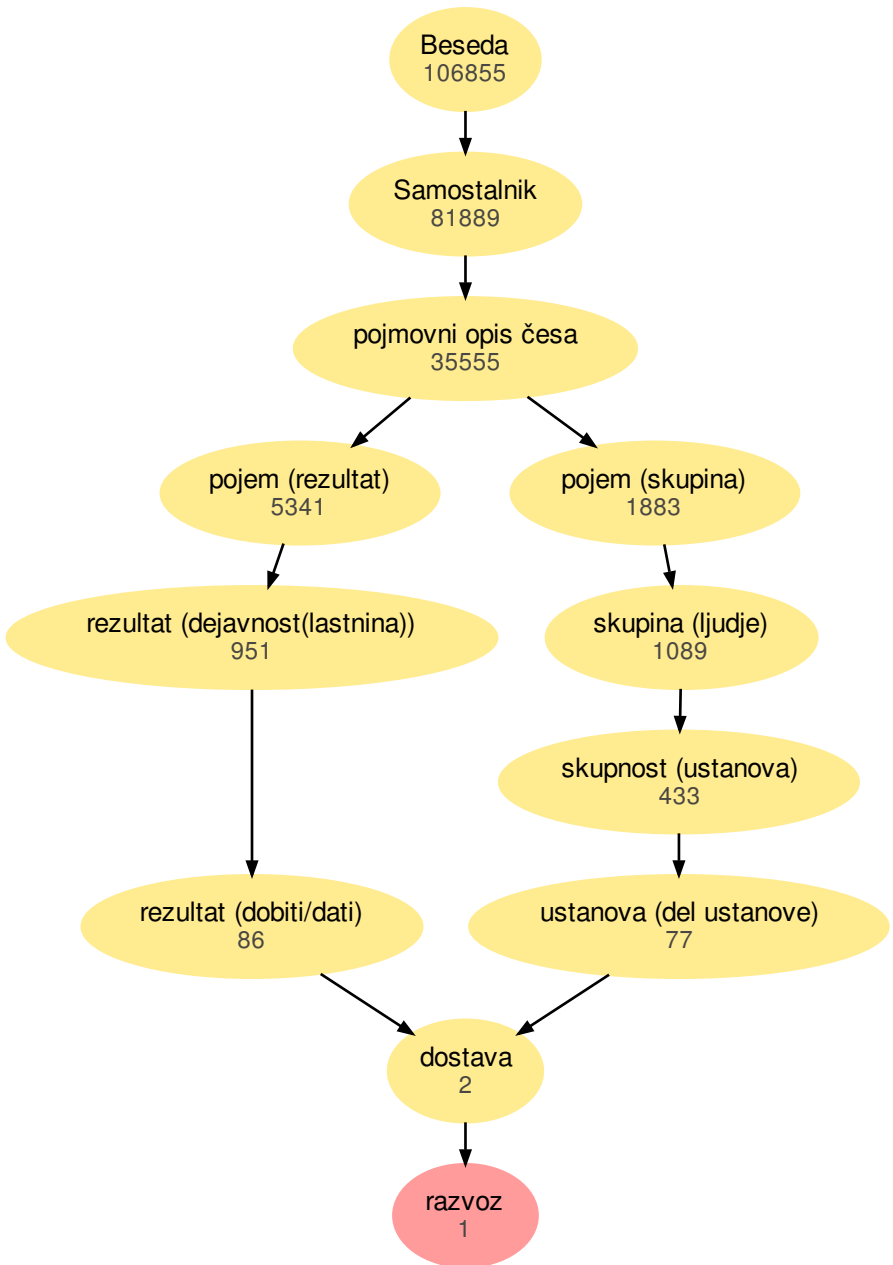 Beseda
106855
Samostalnik
81889
pojmovni opis česa
35555
pojem (rezultat)
5341
pojem (skupina)
1883
rezultat (dejavnost(lastnina))
951
skupina (ljudje)
1089
skupnost (ustanova)
433
rezultat (dobiti/dati)
86
ustanova (del ustanove)
77
dostava
2
razvoz
1